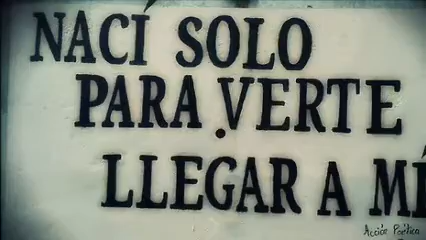 NACI SOLO
PARA VERTE
LLEGAR A MÍ
Acción Poética